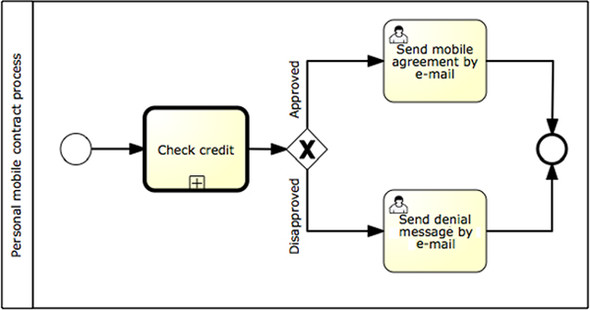 Personal mobile contract process
Check credit
Approved
Disapproved
Send mobile
agreement by
e-mail
Send denial
message by
e-mail